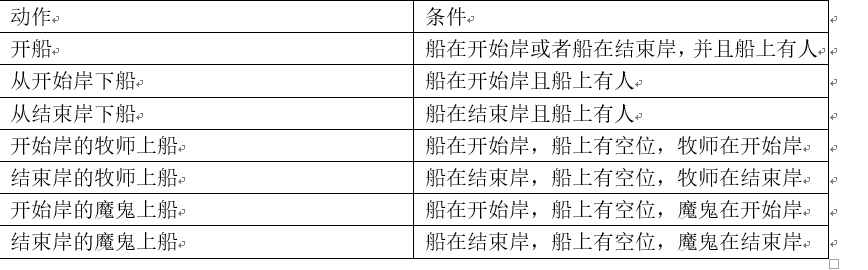 动作 条件
开船 船在开始岸或者船在结束岸，并且船上有人
从开始岸下船 船在开始岸且船上有人
从结束岸下船 船在结束岸且船上有人
开始岸的牧师上船 船在开始岸，船上有空位，牧师在开始岸
结束岸的牧师上船 船在结束岸，船上有空位，牧师在结束岸
开始岸的魔鬼上船 船在开始岸，船上有空位，魔鬼在开始岸
结束岸的魔鬼上船 船在结束岸，船上有空位，魔鬼在结束岸